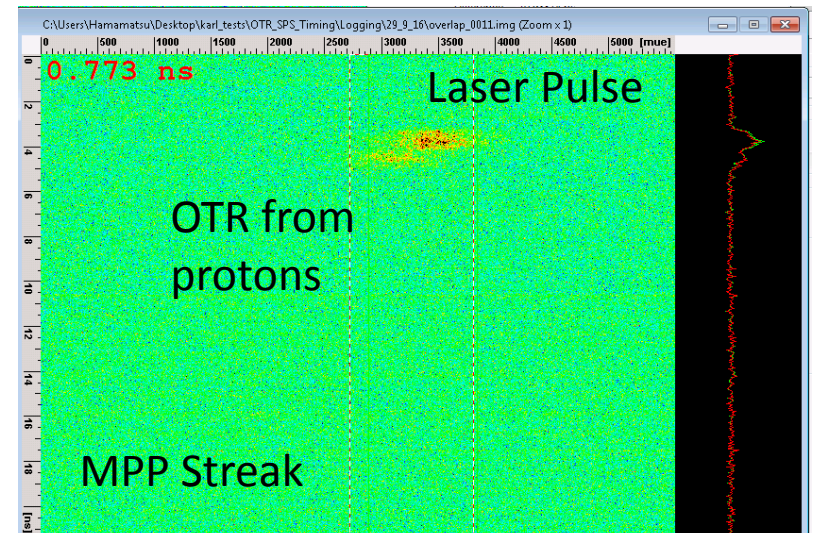 C:\Users\Hamamatsu\Desktop\karl_tests\OTR_SPS_Timing\Logging\29_9_16\overlap_0011.img (Zoom x 1)
0 500 1000 1500 2000 2500 3000 3500 4000 4500 5000 [mue]
0.773 ns
Laser Pulse
OTR from
protons
MPP Streak
0
2
4
6
8
10
12
14
16
18
[ns]